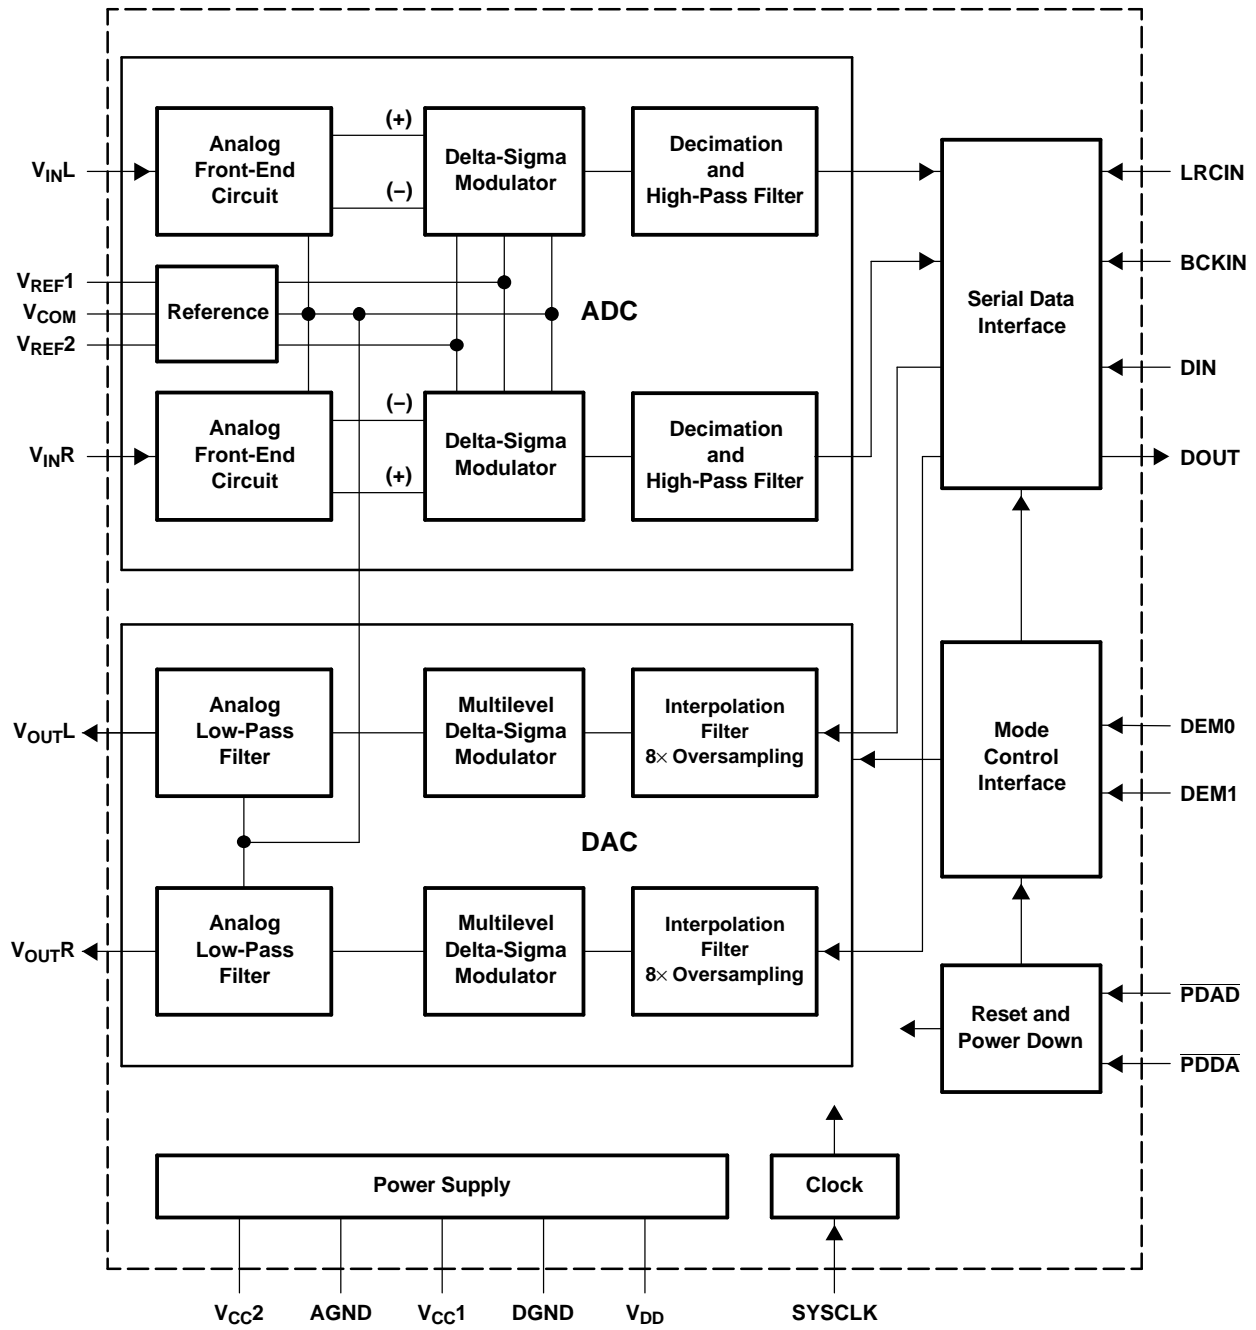 Analog
Front-End
Circuit
(+)
(–)
Delta-Sigma
Modulator
Decimation
and
High-Pass Filter
VINL
VREF1
VCOM
VREF2
Reference
ADC
VINR
Analog
Front-End
Circuit
(–)
(+)
Delta-Sigma
Modulator
Decimation
and
High-Pass Filter
Serial Data
Interface
LRCIN
BCKIN
DIN
DOUT
VOUTL
Analog
Low-Pass
Filter
Multilevel
Delta-Sigma
Modulator
Interpolation
Filter
8× Oversampling
DAC
VOUTR
Analog
Low-Pass
Filter
Multilevel
Delta-Sigma
Modulator
Interpolation
Filter
8× Oversampling
Mode
Control
Interface
DEM0
DEM1
Reset and
Power Down
PDAD
PDDA
Power Supply
Clock
VCC2
AGND
VCC1
DGND
VDD
SYSCLK